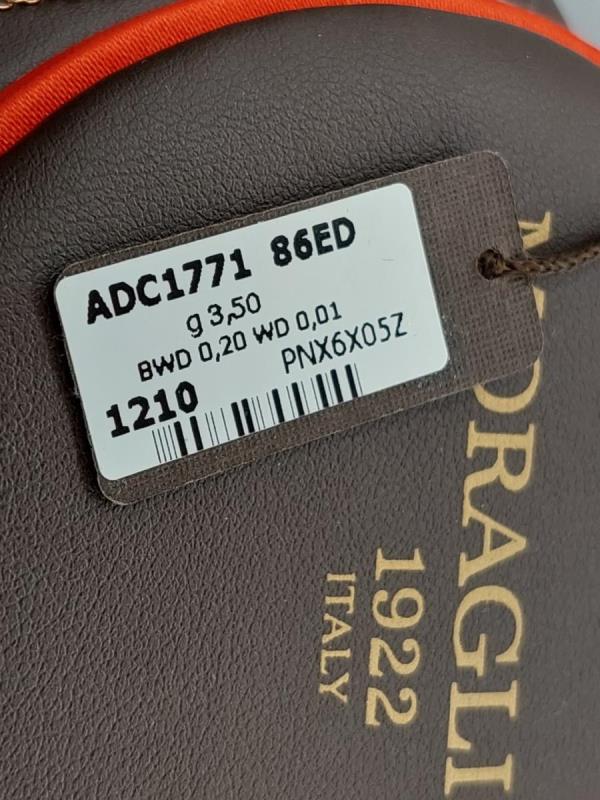 ADC1771 86ED
g 3,50
BWD 0,20 WD 0,01
PNX6X05Z
1210
1922
ITALY